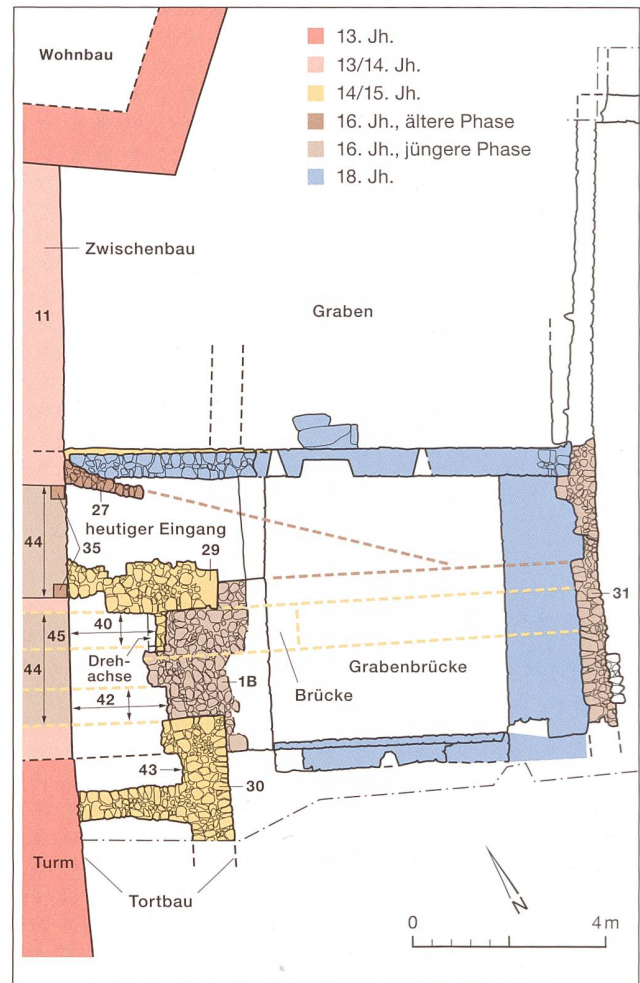 Wohnbau
13. Jh.
13/14. Jh.
14/15. Jh.
16. Jh., ältere Phase
16. Jh., jüngere Phase
18. Jh.
Zwischenbau
11
Graben
27
heutiger Eingang
44
35
29
31
40
45
Dreh-
achse
44
1B
Grabenbrücke
Brücke
42
43
30
Turm
Tortbau
N
0 4 m